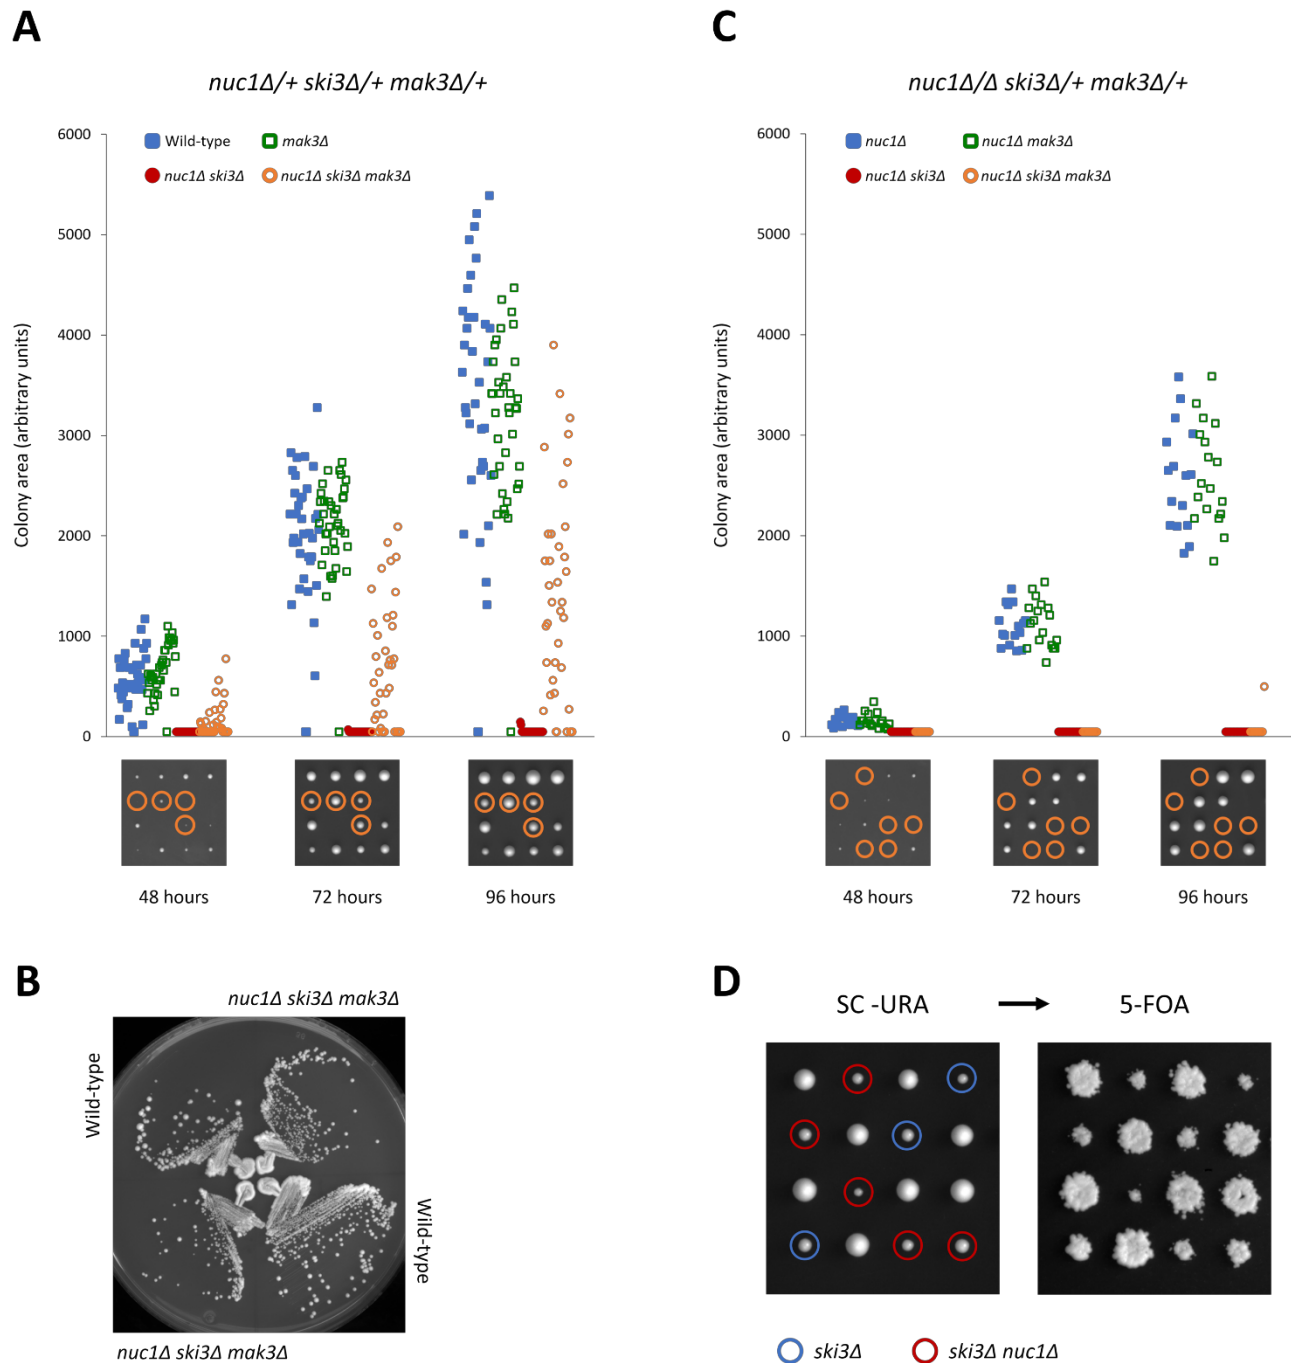 A
nuc1Δ/+ ski3Δ/+ mak3Δ/+
Wild-type
mak3Δ
nuc1Δ ski3Δ
nuc1Δ ski3Δ mak3Δ
Colony area (arbitrary units)
6000
5000
4000
3000
2000
1000
0
48 hours
72 hours
96 hours
C
nuc1Δ/Δ ski3Δ/+ mak3Δ/+
nuc1Δ
nuc1Δ mak3Δ
nuc1Δ ski3Δ
nuc1Δ ski3Δ mak3Δ
Colony area (arbitrary units)
6000
5000
4000
3000
2000
1000
0
48 hours
72 hours
96 hours
B
nuc1Δ ski3Δ mak3Δ
Wild-type
Wild-type
nuc1Δ ski3Δ mak3Δ
D
SC -URA
5-FOA
ski3Δ
ski3Δ nuc1Δ